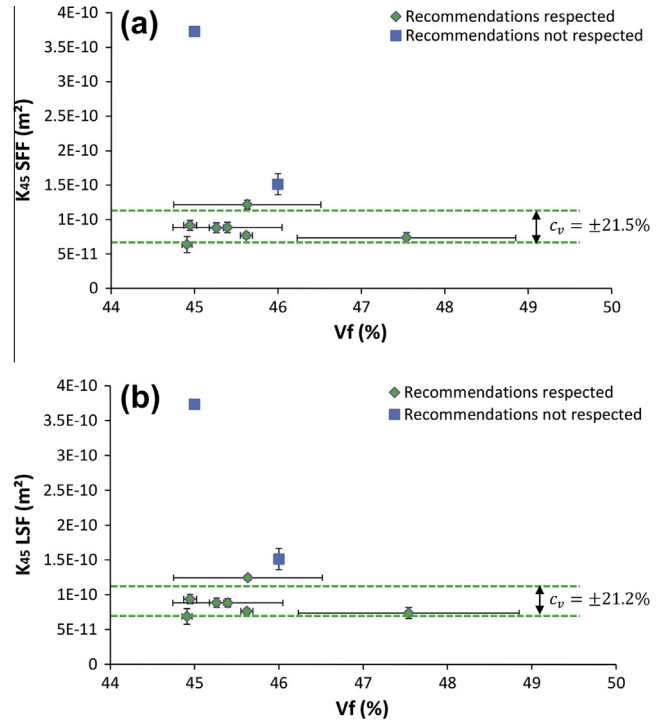 (a)
Recommendations respected
Recommendations not respected
4E-10
3.5E-10
3E-10
2.5E-10
2E-10
1.5E-10
1E-10
5E-11
0
K45 SFF (m²)
cᵥ = ±21.5%
44 45 46 47 48 49 50
Vf (%)
(b)
Recommendations respected
Recommendations not respected
4E-10
3.5E-10
3E-10
2.5E-10
2E-10
1.5E-10
1E-10
5E-11
0
K45 LSF (m²)
cᵥ = ±21.2%
44 45 46 47 48 49 50
Vf (%)